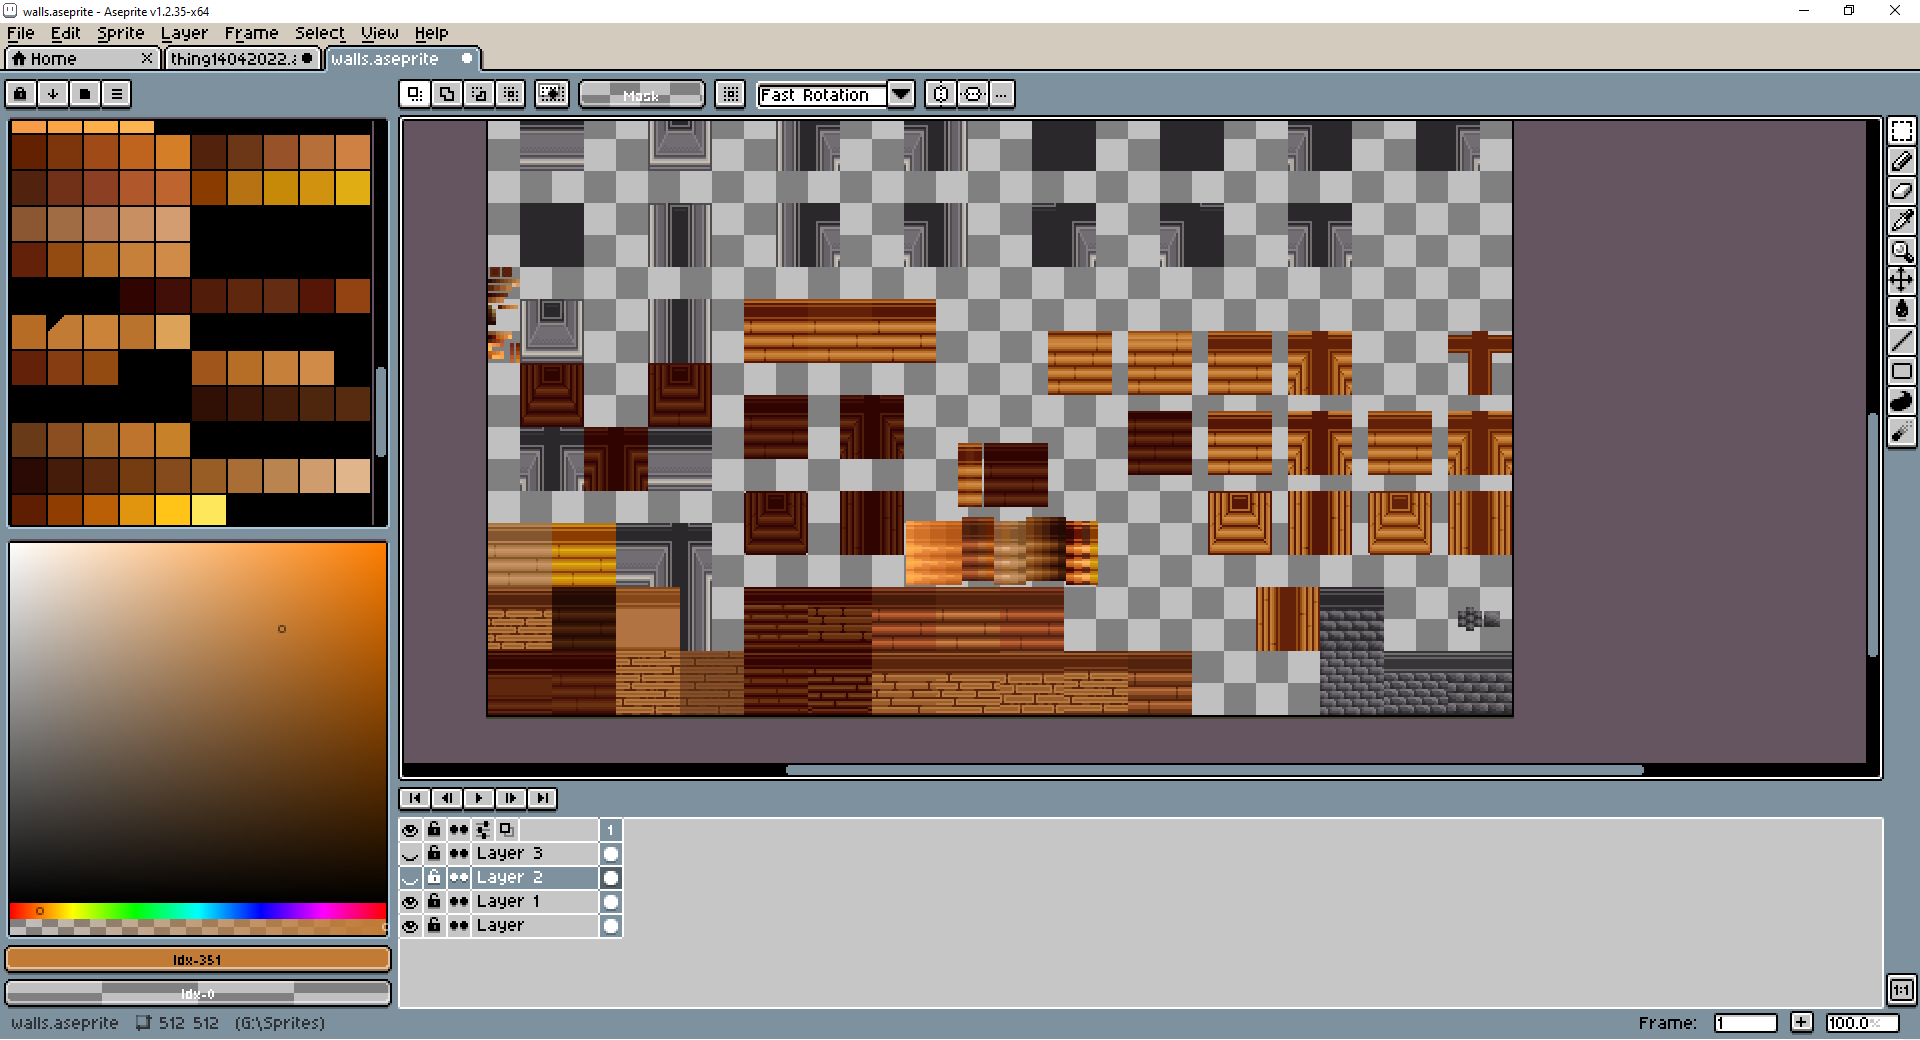 walls.aseprite - Aseprite v1.2.35-x64
File Edit Sprite Layer Frame Select View Help
Home thing14042022.a walls.aseprite
Mask Fast Rotation ...
1
Layer 3
Layer 2
Layer 1
Layer
Idx-351
Idx-0
1:1
walls.aseprite 512 512 (G:\Sprites) Frame: 1 + 100.0%